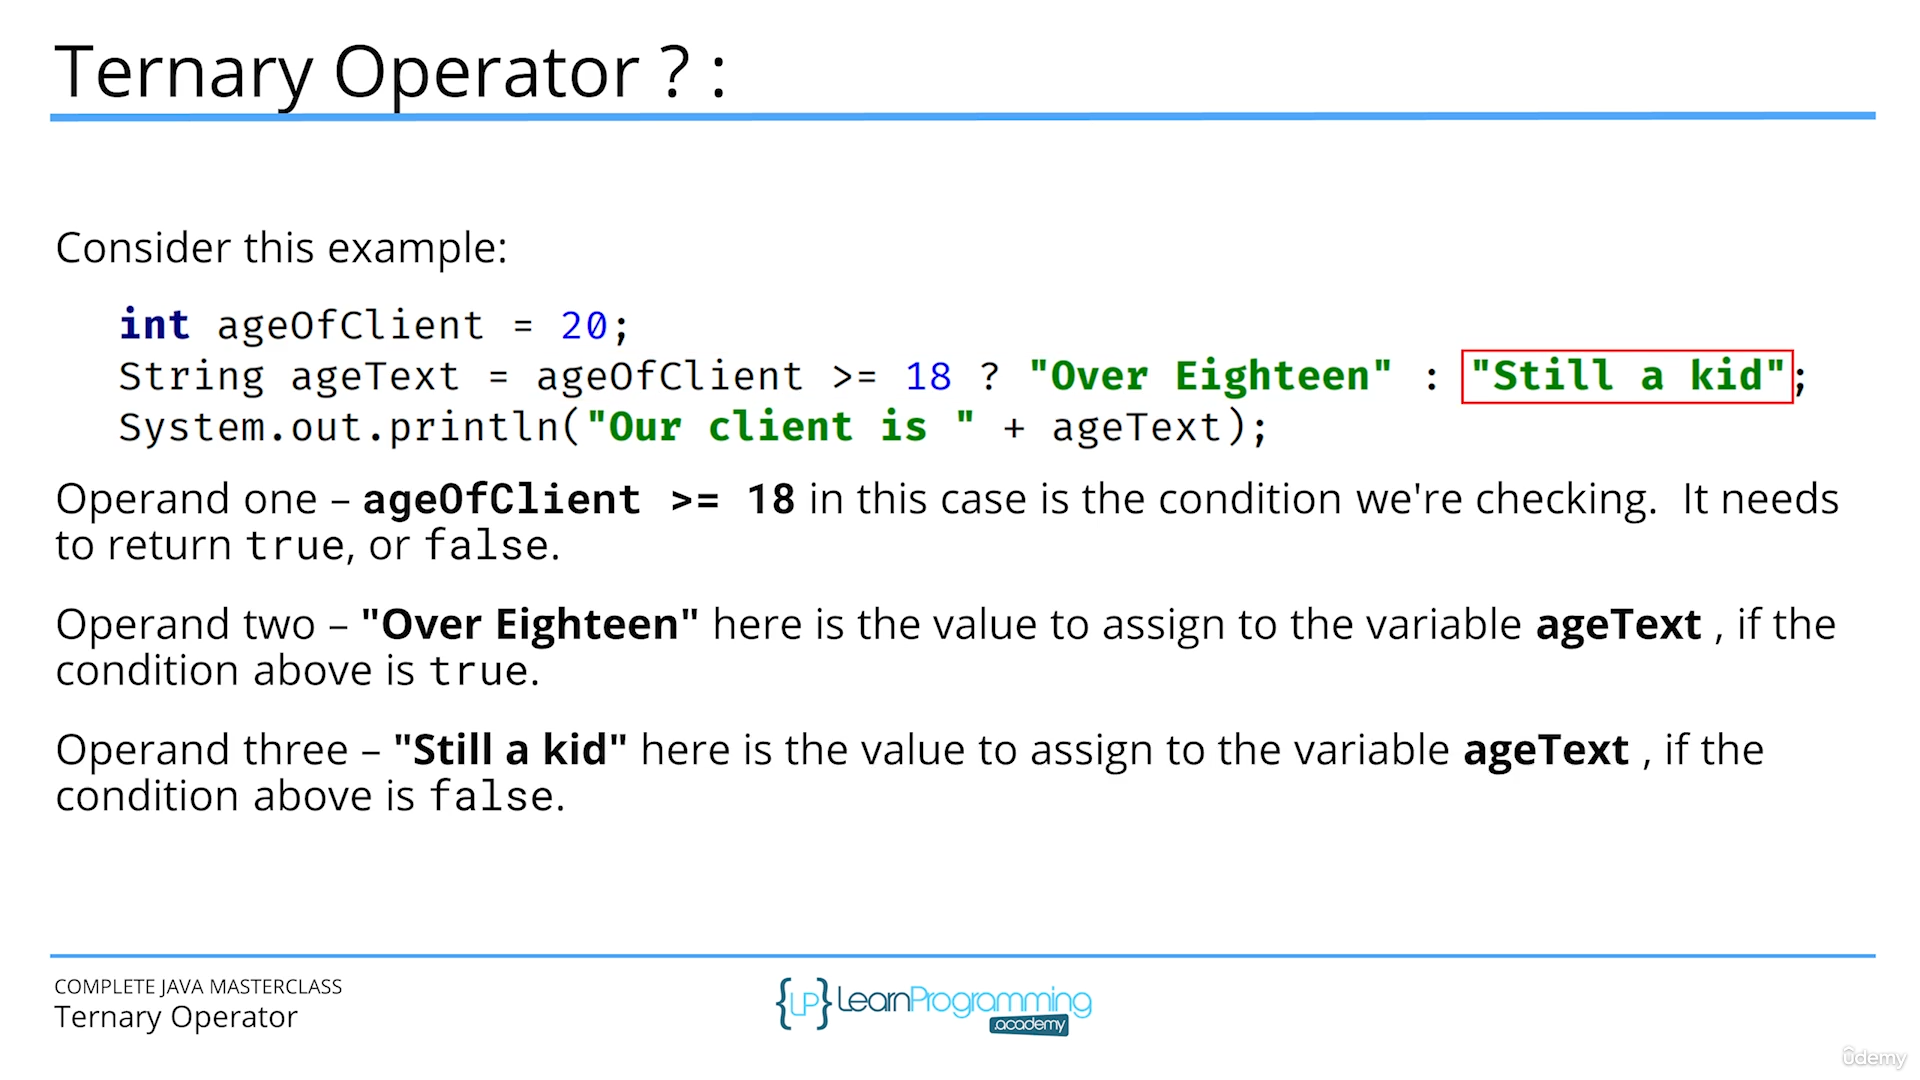 Ternary Operator ? :
Consider this example:
int ageOfClient = 20;
String ageText = ageOfClient >= 18 ? "Over Eighteen" : "Still a kid";
System.out.println("Our client is " + ageText);
Operand one – ageOfClient >= 18 in this case is the condition we're checking.  It needs
to return true, or false.
Operand two – "Over Eighteen" here is the value to assign to the variable ageText , if the
condition above is true.
Operand three – "Still a kid" here is the value to assign to the variable ageText , if the
condition above is false.
COMPLETE JAVA MASTERCLASS
Ternary Operator
{LP} LearnProgramming
.academy
ûdemy